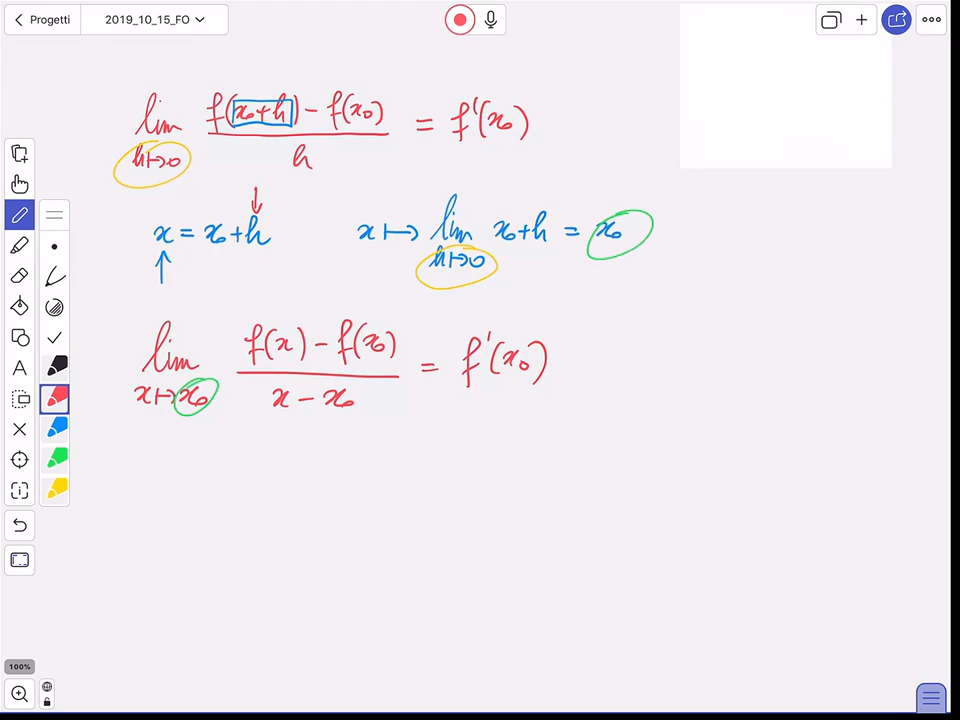 Progetti 2019_10_15_FO
lim h↦0 f(x₀+h) - f(x₀) / h = f'(x₀)
x = x₀+h x ↦ lim h↦0 x₀+h = x₀
lim x↦x₀ f(x) - f(x₀) / x - x₀ = f'(x₀)
A
100%